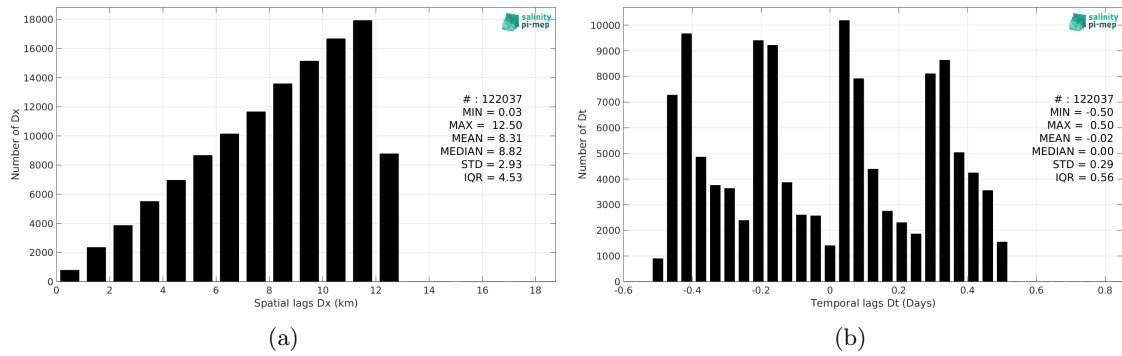 18000
16000
14000
12000
10000
8000
6000
4000
2000
0
Number of Dx
salinity
pi-mep
# : 122037
MIN = 0.03
MAX = 12.50
MEAN = 8.31
MEDIAN = 8.82
STD = 2.93
IQR = 4.53
0 2 4 6 8 10 12 14 16 18
Spatial lags Dx (km)
(a)
10000
9000
8000
7000
6000
5000
4000
3000
2000
1000
0
Number of Dt
salinity
pi-mep
# : 122037
MIN = -0.50
MAX = 0.50
MEAN = -0.02
MEDIAN = 0.00
STD = 0.29
IQR = 0.56
-0.6 -0.4 -0.2 0 0.2 0.4 0.6 0.8
Temporal lags Dt (Days)
(b)